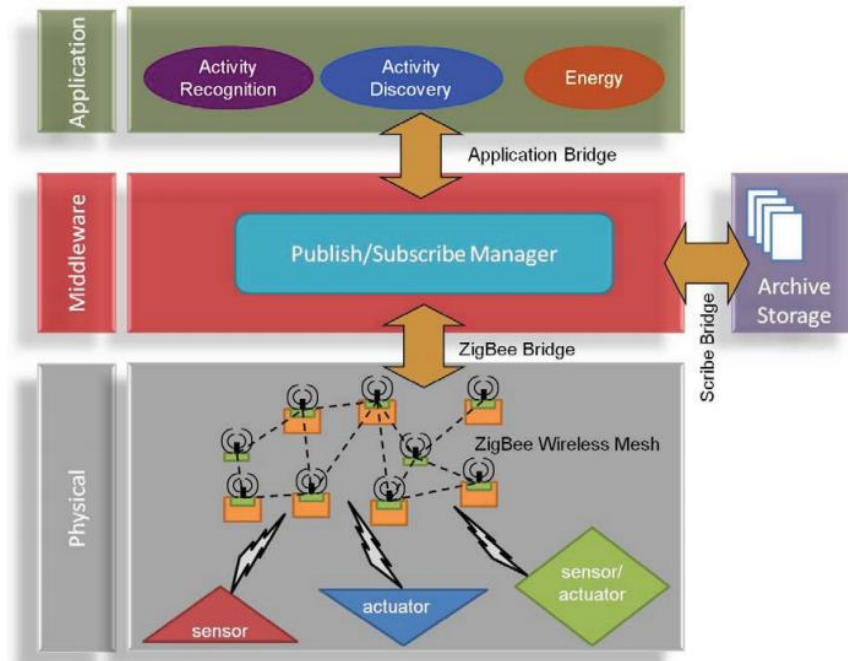 Application
Activity
Recognition
Activity
Discovery
Energy
Application Bridge
Middleware
Publish/Subscribe Manager
Archive
Storage
Scribe Bridge
ZigBee Bridge
Physical
ZigBee Wireless Mesh
sensor
actuator
sensor/
actuator